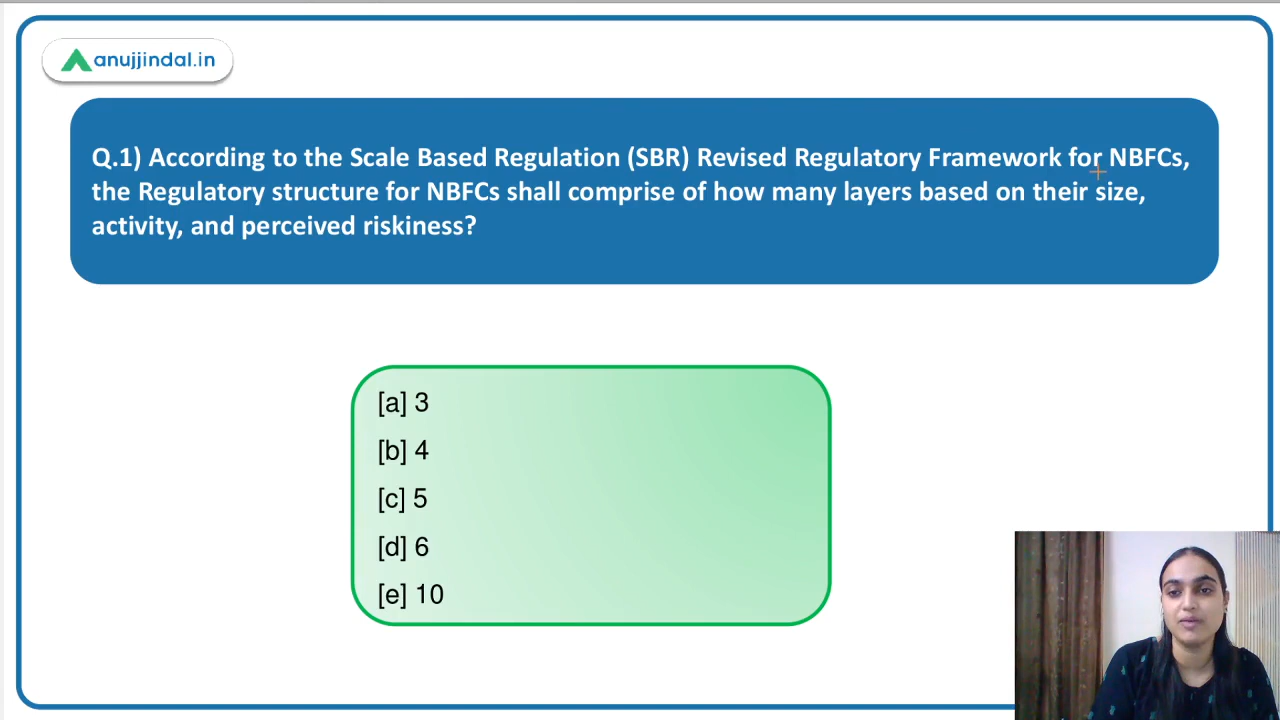 anujjindal.in
Q.1) According to the Scale Based Regulation (SBR) Revised Regulatory Framework for NBFCs,
the Regulatory structure for NBFCs shall comprise of how many layers based on their size,
activity, and perceived riskiness?
[a] 3
[b] 4
[c] 5
[d] 6
[e] 10